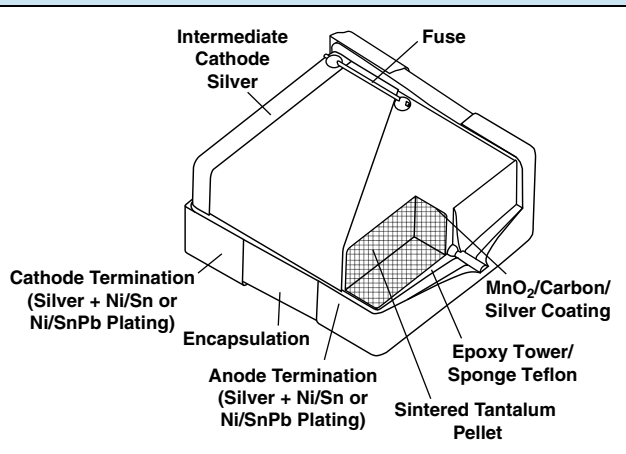 Intermediate
Cathode
Silver
Fuse
Cathode Termination
(Silver + Ni/Sn or
Ni/SnPb Plating)
Encapsulation
Anode Termination
(Silver + Ni/Sn or
Ni/SnPb Plating)
MnO₂/Carbon/
Silver Coating
Epoxy Tower/
Sponge Teflon
Sintered Tantalum
Pellet